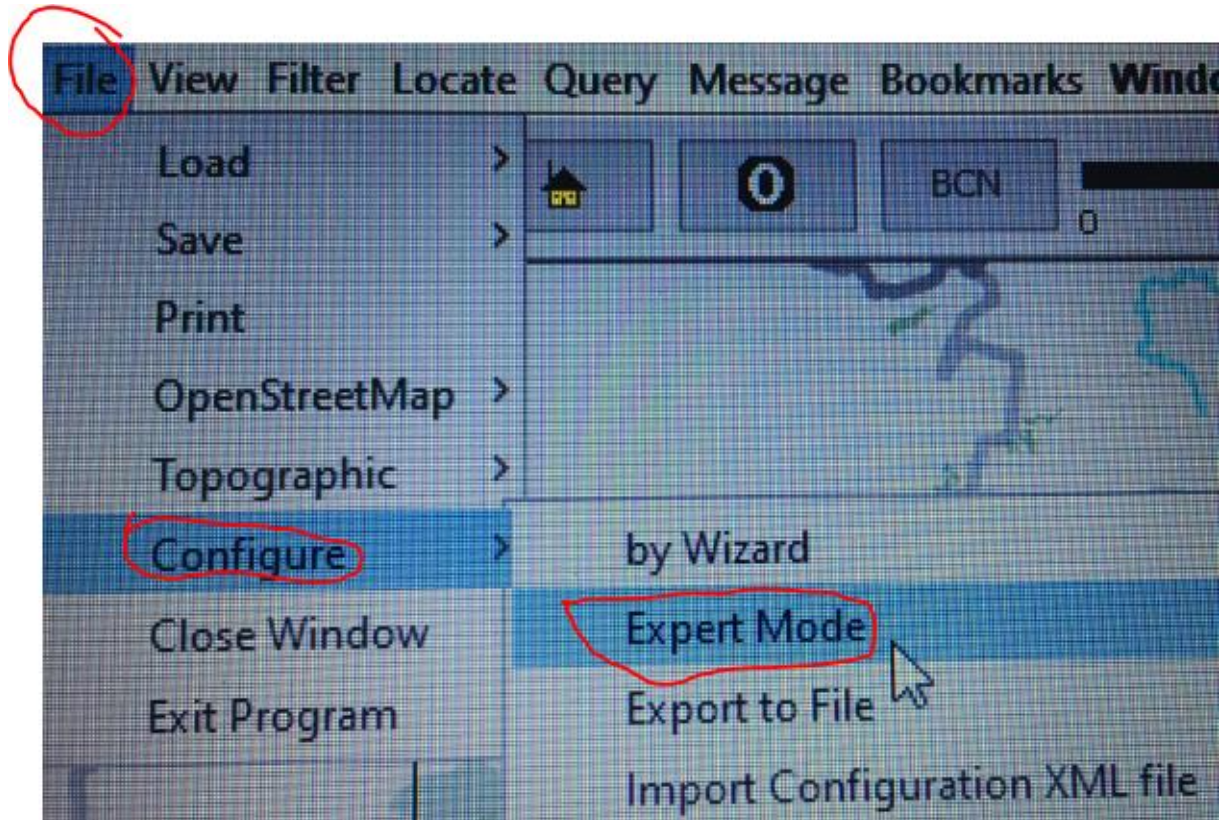 File View Filter Locate Query Message Bookmarks
Load
BCN
0
Save
Print
OpenStreetMap
Topographic
Configure
by Wizard
Close Window
Expert Mode
Exit Program
Export to File
Import Configuration XML file